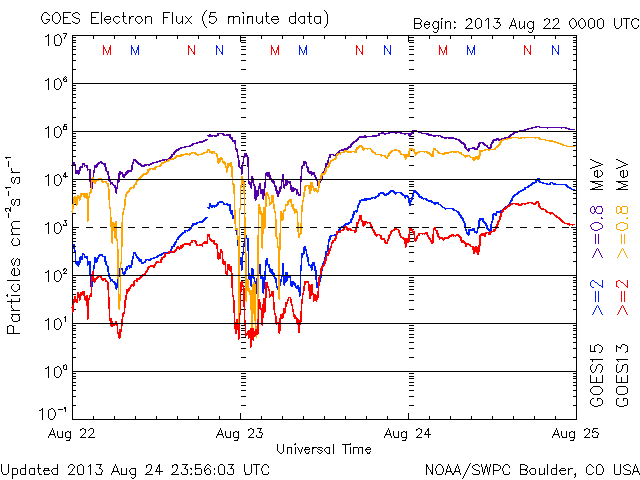 GOES Electron Flux (5 minute data)
Begin: 2013 Aug 22 0000 UTC
10⁷
M M N N M M N N M M N N
10⁶
10⁵
10⁴
10³
10²
10¹
10⁰
10⁻¹
Particles cm⁻²s⁻¹sr⁻¹
GOES15 >=2 >=0.8 MeV
GOES13 >=2 >=0.8 MeV
Aug 22 Aug 23 Aug 24 Aug 25
Universal Time
Updated 2013 Aug 24 23:56:03 UTC
NOAA/SWPC Boulder, CO USA